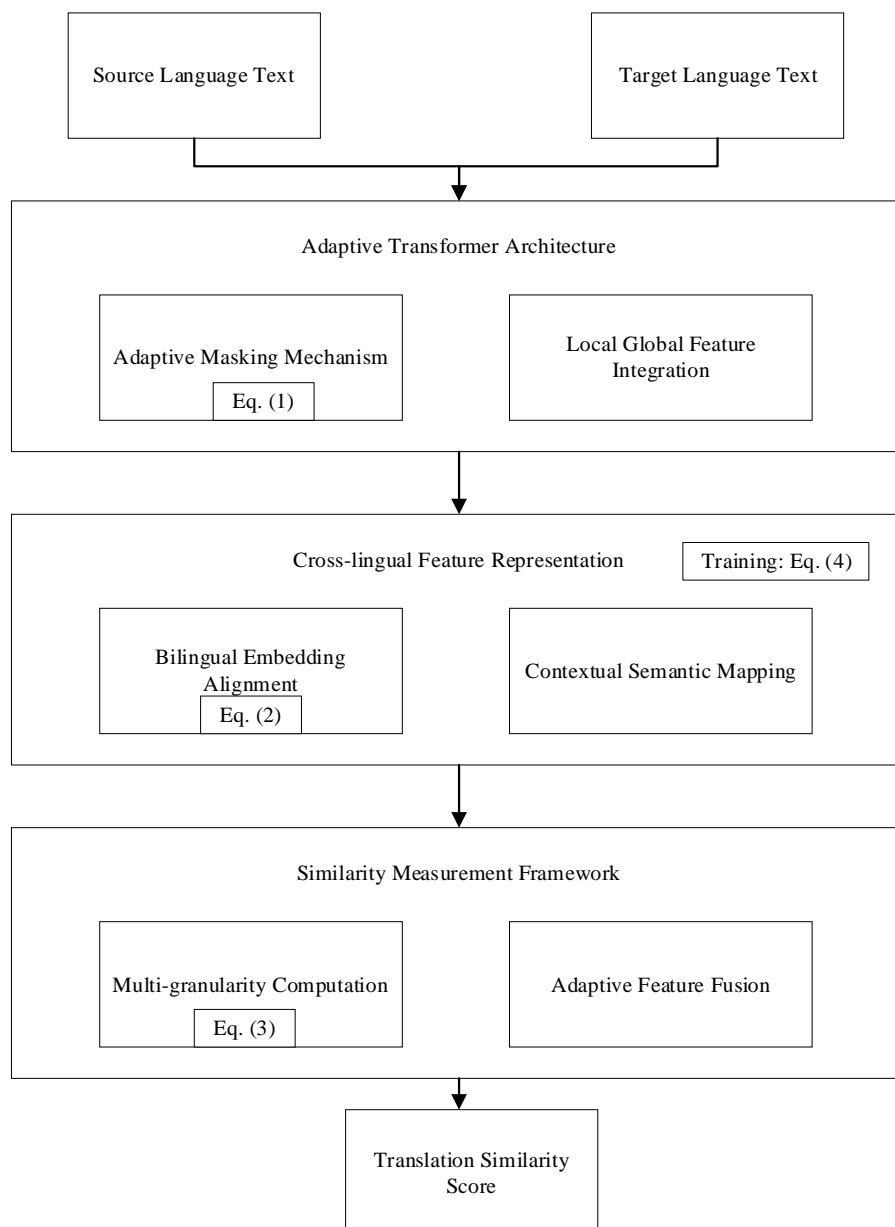 Source Language Text
Target Language Text
Adaptive Transformer Architecture
Adaptive Masking Mechanism
Eq. (1)
Local Global Feature
Integration
Cross-lingual Feature Representation
Training: Eq. (4)
Bilingual Embedding
Alignment
Eq. (2)
Contextual Semantic Mapping
Similarity Measurement Framework
Multi-granularity Computation
Eq. (3)
Adaptive Feature Fusion
Translation Similarity
Score